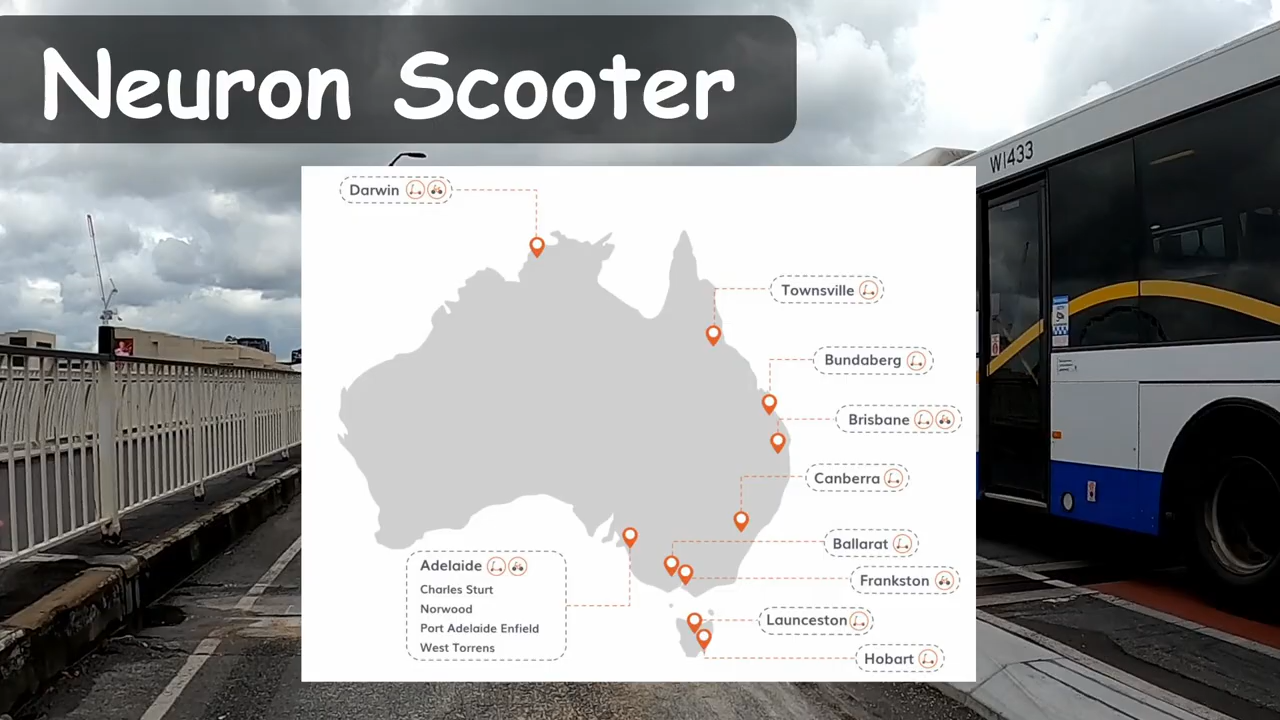 Neuron Scooter
W1433
Darwin
Townsville
Bundaberg
Brisbane
Canberra
Ballarat
Frankston
Launceston
Hobart
Adelaide
Charles Sturt
Norwood
Port Adelaide Enfield
West Torrens